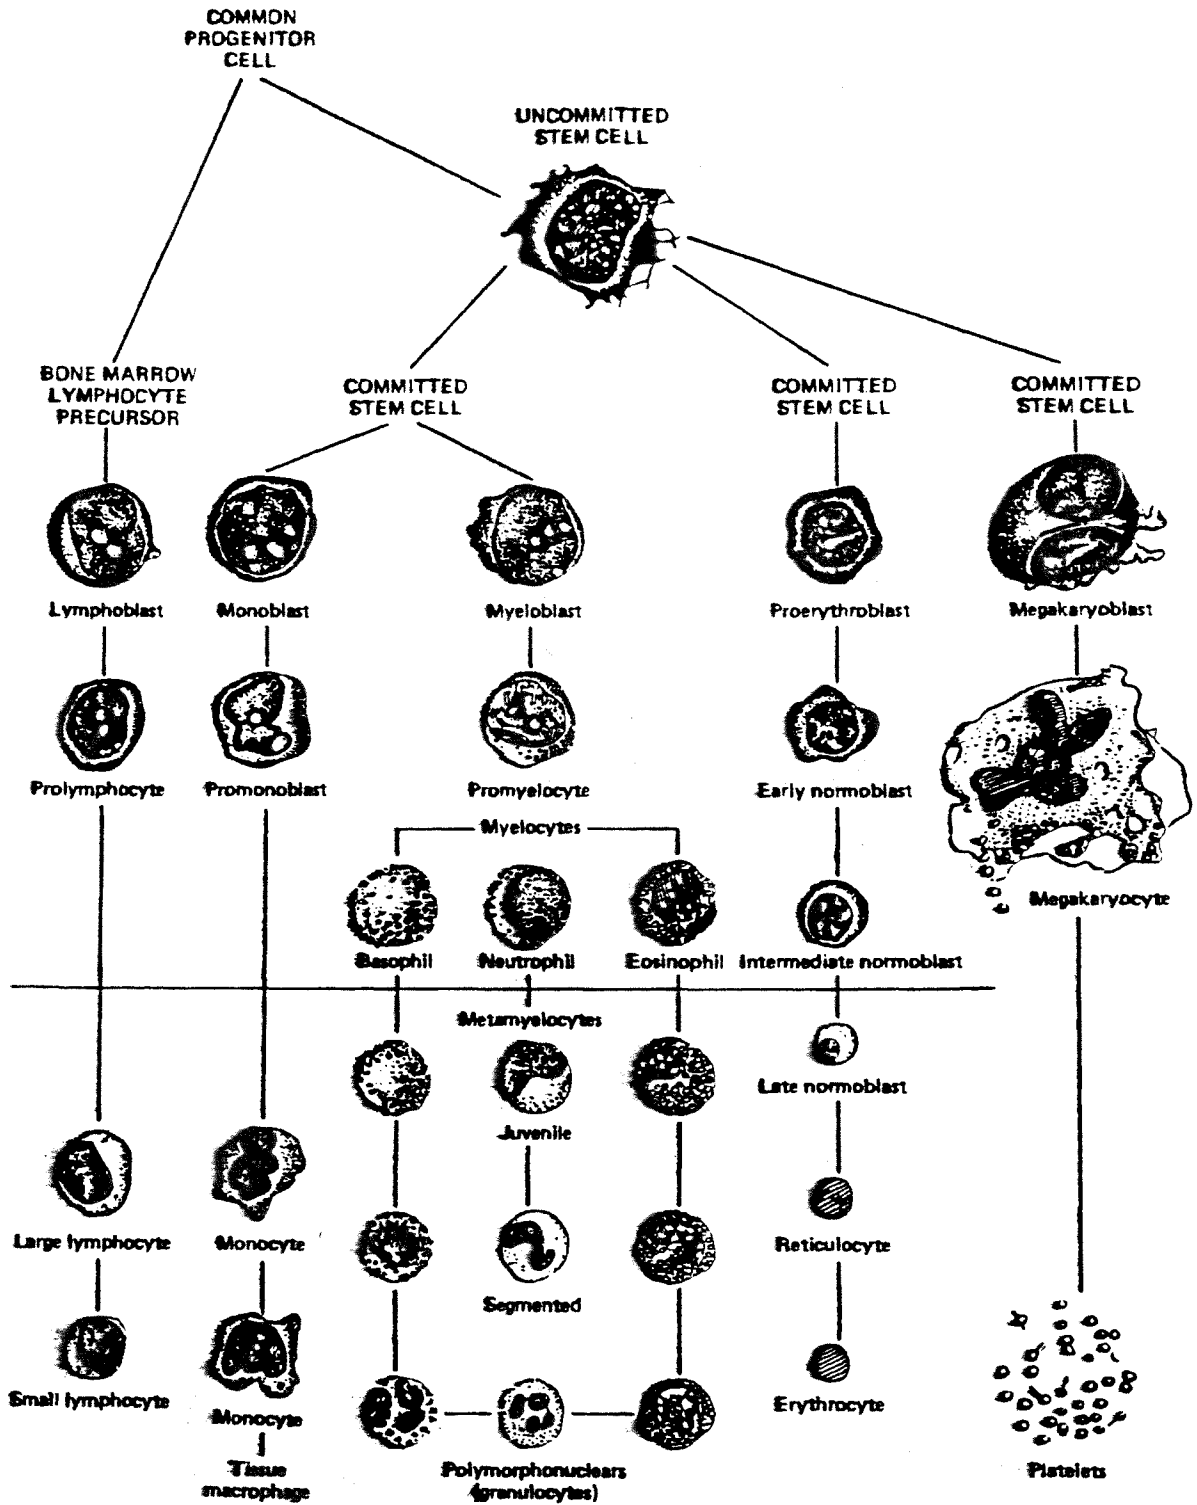 COMMON
PROGENITOR
CELL
UNCOMMITTED
STEM CELL
BONE MARROW
LYMPHOCYTE
PRECURSOR
COMMITTED
STEM CELL
COMMITTED
STEM CELL
COMMITTED
STEM CELL
Lymphoblast
Monoblast
Myeloblast
Proerythroblast
Megakaryoblast
Prolymphocyte
Promonoblast
Promyelocyte
Early normoblast
Myelocytes
Megakaryocyte
Basophil
Neutrophil
Eosinophil
Intermediate normoblast
Metamyelocytes
Late normoblast
Juvenile
Large lymphocyte
Monocyte
Reticulocyte
Segmented
Small lymphocyte
Monocyte
Erythrocyte
Tissue
macrophage
Polymorphonuclears
(granulocytes)
Platelets